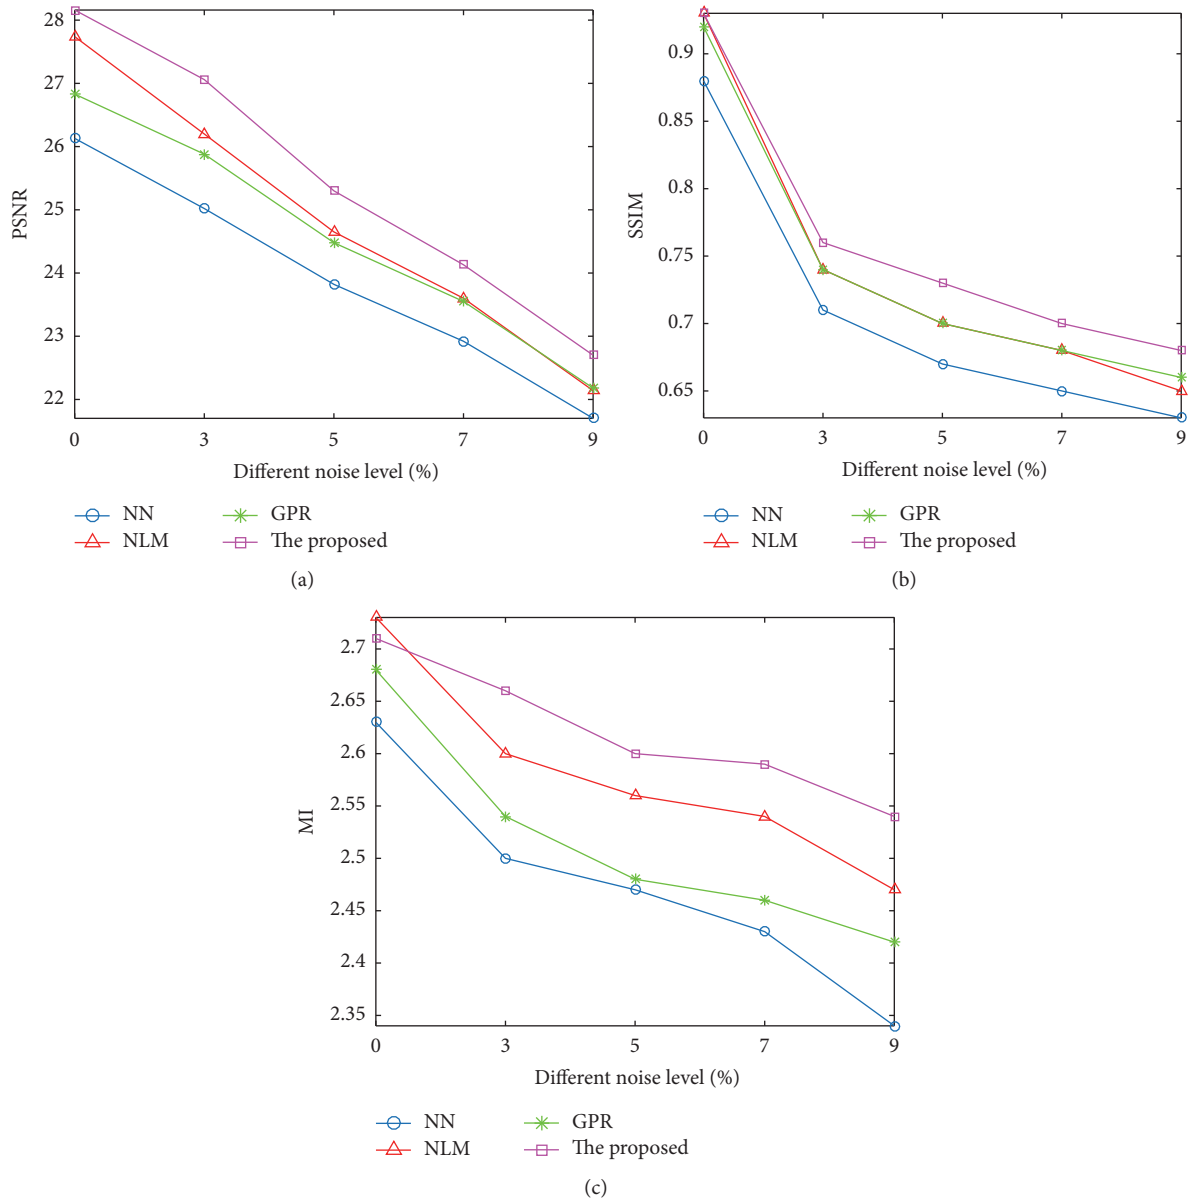 28
27
26
25
24
23
22
PSNR
0 3 5 7 9
Different noise level (%)
NN GPR
NLM The proposed
(a)
0.9
0.85
0.8
0.75
0.7
0.65
SSIM
0 3 5 7 9
Different noise level (%)
NN GPR
NLM The proposed
(b)
2.7
2.65
2.6
2.55
2.5
2.45
2.4
2.35
MI
0 3 5 7 9
Different noise level (%)
NN GPR
NLM The proposed
(c)